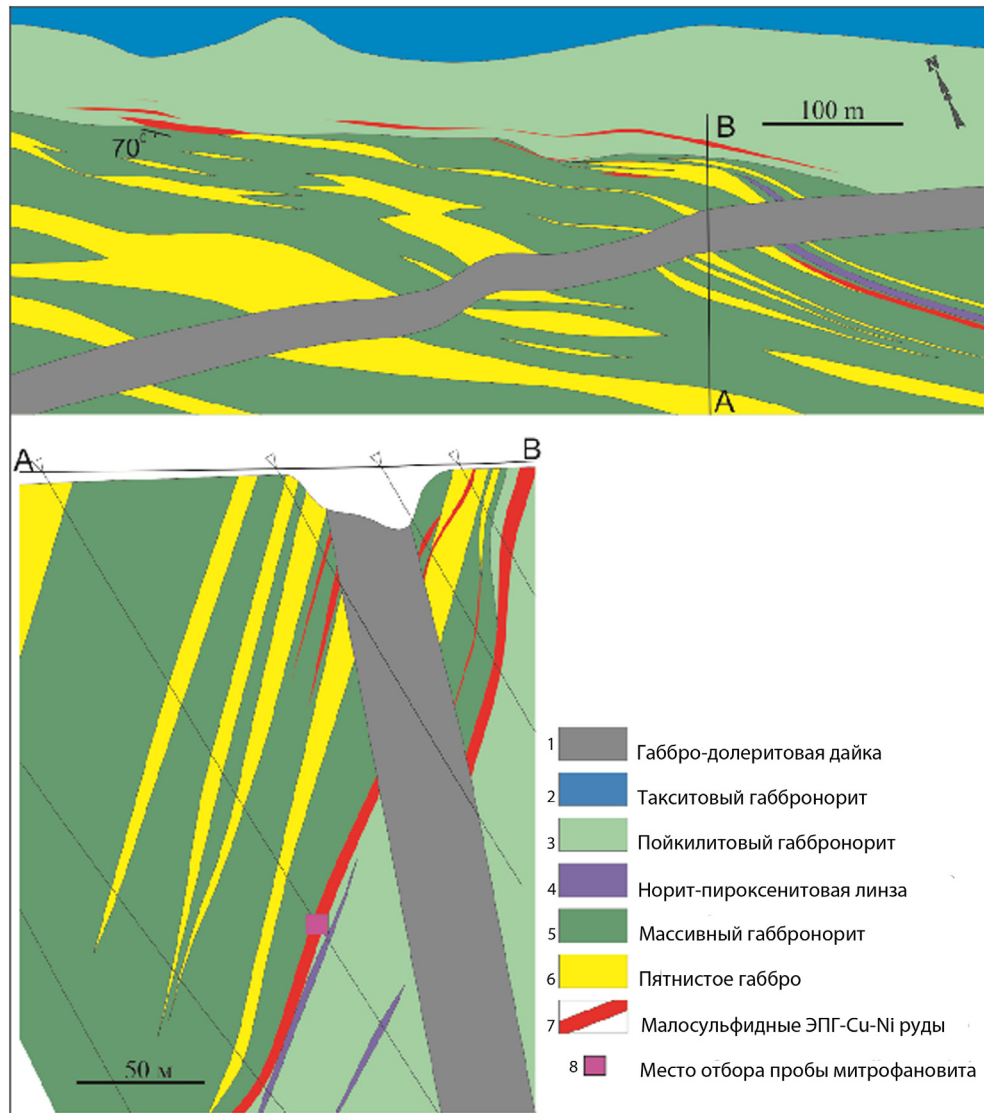 N
100 m
B
70°
A
A
B
50 м
1 Габбро-долеритовая дайка
2 Такситовый габбронорит
3 Пойкилитовый габбронорит
4 Норит-пироксенитовая линза
5 Массивный габбронорит
6 Пятнистое габбро
7 Малосульфидные ЭПГ-Cu-Ni руды
8 Место отбора пробы митрофановита